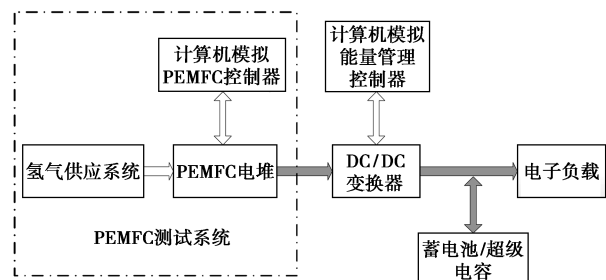 计算机模拟
PEMFC控制器
计算机模拟
能量管理
控制器
氢气供应系统
PEMFC电堆
DC/DC
变换器
电子负载
PEMFC测试系统
蓄电池/超级
电容